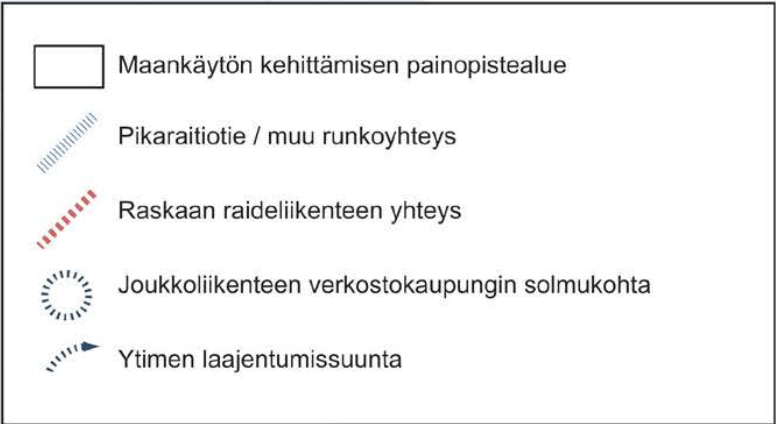 Maankäytön kehittämisen painopistealue
Pikaraitiotie / muu runkoyhteys
Raskaan raideliikenteen yhteys
Joukkoliikenteen verkostokaupungin solmukohta
Ytimen laajentumissuunta